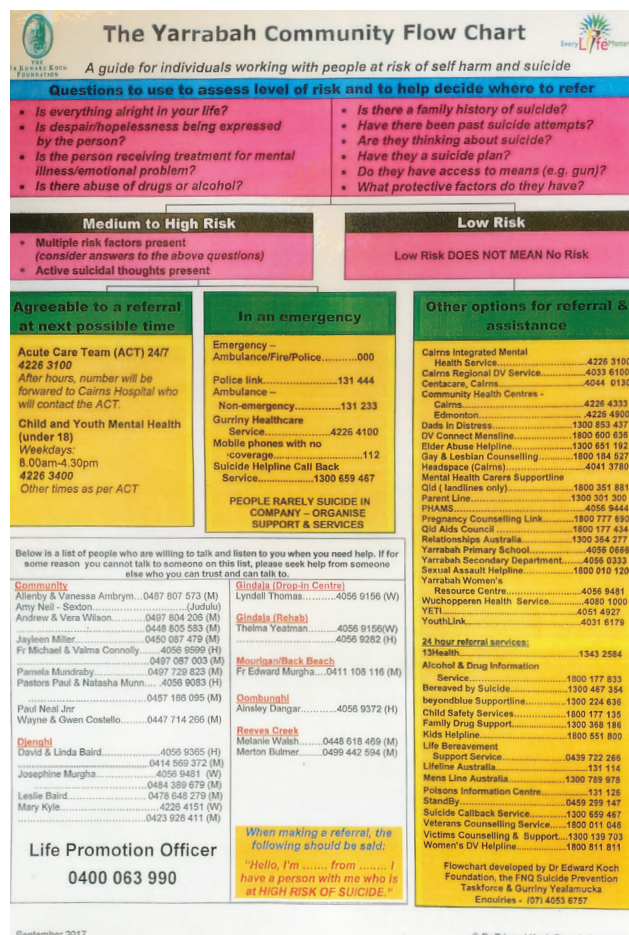 The Yarrabah Community Flow Chart
THE
DR EDWARD KOCH
FOUNDATION
Every Life Matters
A guide for individuals working with people at risk of self harm and suicide
Questions to use to assess level of risk and to help decide where to refer
• Is everything alright in your life?
• Is despair/hopelessness being expressed
by the person?
• Is the person receiving treatment for mental
illness/emotional problem?
• Is there abuse of drugs or alcohol?
• Is there a family history of suicide?
• Have there been past suicide attempts?
• Are they thinking about suicide?
• Have they a suicide plan?
• Do they have access to means (e.g. gun)?
• What protective factors do they have?
Medium to High Risk
• Multiple risk factors present
(consider answers to the above questions)
• Active suicidal thoughts present
Low Risk
Low Risk DOES NOT MEAN No Risk
Agreeable to a referral
at next possible time
Acute Care Team (ACT) 24/7
4226 3100
After hours, number will be
forwarded to Cairns Hospital who
will contact the ACT.
Child and Youth Mental Health
(under 18)
Weekdays:
8.00am-4.30pm
4226 3400
Other times as per ACT
In an emergency
Emergency –
Ambulance/Fire/Police..........000
Police link....................131 444
Ambulance –
Non-emergency..............131 233
Gurriny Healthcare
Service....................4226 4100
Mobile phones with no
coverage........................112
Suicide Helpline Call Back
Service.................1300 659 467
PEOPLE RARELY SUICIDE IN
COMPANY – ORGANISE
SUPPORT & SERVICES
Other options for referral &
assistance
Cairns Integrated Mental
Health Service..............................4226 3100
Cairns Regional DV Service...........4033 6100
Centacare, Cairns.........................4044 0130
Community Health Centres -
Cairns.......................................4226 4333
Edmonton..................................4226 4900
Dads in Distress.......................1300 853 437
DV Connect Mensline...............1800 600 636
Elder Abuse Helpline................1300 651 192
Gay & Lesbian Counselling.......1800 184 527
Headspace (Cairns)......................4041 3780
Mental Health Carers Supportline
Qld ( landlines only)..................1800 351 881
Parent Line..............................1300 301 300
PHAMS.......................................4056 9444
Pregnancy Counselling Link.......1800 777 690
Qld Aids Council ......................1800 177 434
Relationships Australia..............1300 364 277
Yarrabah Primary School..............4056 0666
Yarrabah Secondary Department....4056 0333
Sexual Assault Helpline.............1800 010 120
Yarrabah Women's
Resource Centre.......................4056 9481
Wuchopperen Health Service........4080 1000
YETI..........................................4051 4927
YouthLink...................................4031 6179
24 hour referral services:
13Health....................................1343 2584
Alcohol & Drug Information
Service...................................1800 177 833
Bereaved by Suicide.................1300 467 354
beyondblue Supportline............1300 224 636
Child Safety Services................1800 177 135
Family Drug Support.................1300 368 186
Kids Helpline............................1800 551 800
Life Bereavement
Support Service.....................0439 722 266
Lifeline Australia...........................131 114
Mens Line Australia..................1300 789 978
Poisons Information Centre............131 126
StandBy...................................0459 299 147
Suicide Callback Service...........1300 659 467
Veterans Counselling Service.....1800 011 046
Victims Counselling & Support....1300 139 703
Women's DV Helpline................1800 811 811
Flowchart developed by Dr Edward Koch
Foundation, the FNQ Suicide Prevention
Taskforce & Gurriny Yealamucka
Enquiries - (07) 4053 6757
Below is a list of people who are willing to talk and listen to you when you need help. If for
some reason you cannot talk to someone on this list, please seek help from someone
else who you can trust and can talk to.
Community
Allenby & Vanessa Ambrym...0487 807 573 (M)
Amy Neil - Sexton........................(Judulu)
Andrew & Vera Wilson.......0497 804 206 (M)
...............................0448 605 583 (M)
Jayleen Miller...................0450 087 479 (M)
Fr Michael & Valma Connolly.....4056 9599 (H)
...............................0497 087 003 (M)
Pamela Mundraby..............0497 729 823 (M)
Pastors Paul & Natasha Munn....4056 9083 (H)
...............................0457 186 095 (M)
Paul Neal Jnr
Wayne & Gwen Costello.......0447 714 266 (M)
Djenghi
David & Linda Baird.................4056 9365 (H)
...............................0414 569 372 (M)
Josephine Murgha.................4056 9481 (W)
...............................0484 389 679 (M)
Leslie Baird.....................0478 648 279 (M)
Mary Kyle...........................4226 4151 (W)
...............................0423 928 411 (M)
Gindaja (Drop-in Centre)
Lyndell Thomas.........4056 9156 (W)
Gindaja (Rehab)
Thelma Yeatman.........4056 9156(W)
...............................4056 9282 (H)
Mourigan/Back Beach
Fr Edward Murgha....0411 108 116 (M)
Oombunghi
Ainsley Dangar..........4056 9372 (H)
Reeves Creek
Melanie Walsh.......0448 618 469 (M)
Merton Bulmer......0499 442 594 (M)
Life Promotion Officer
0400 063 990
When making a referral, the
following should be said:
"Hello, I'm ....... from ....... I
have a person with me who is
at HIGH RISK OF SUICIDE."
September 2017